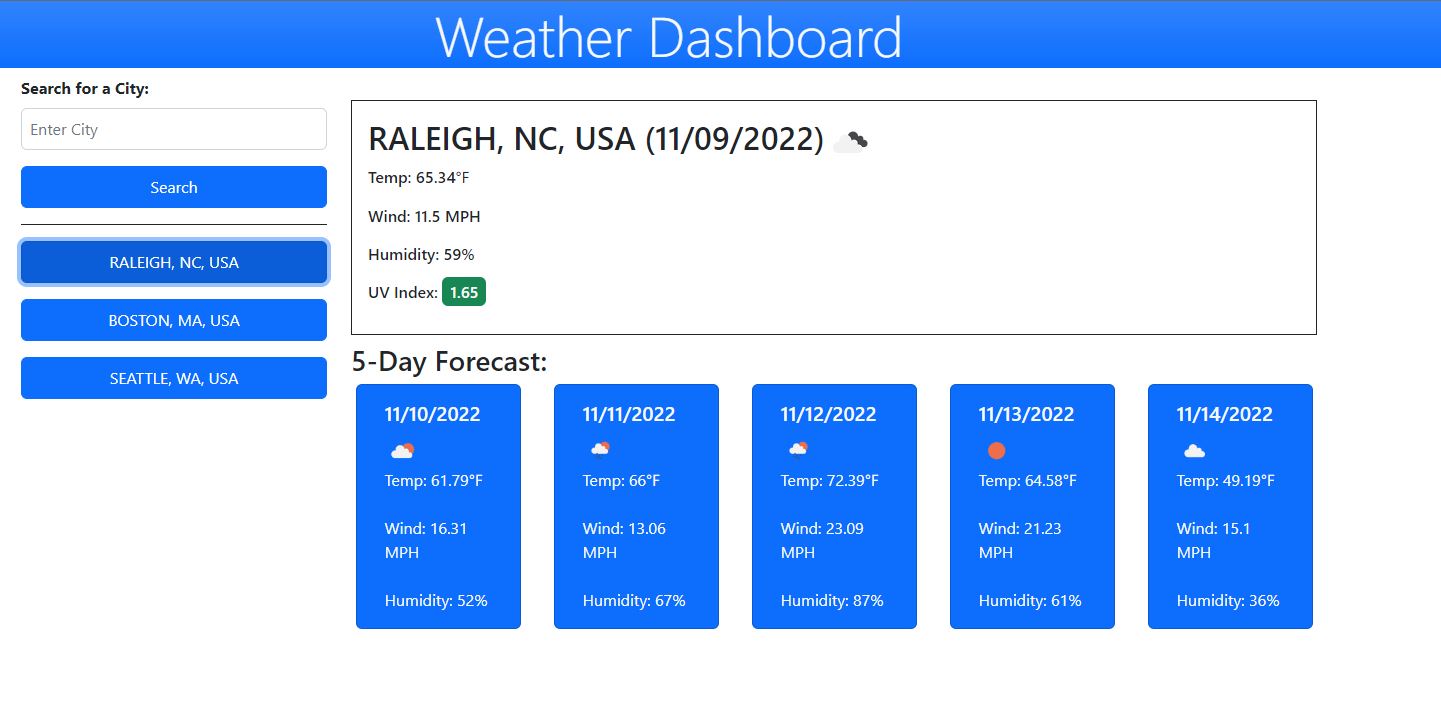 Weather Dashboard
Search for a City:
Enter City
Search
RALEIGH, NC, USA
BOSTON, MA, USA
SEATTLE, WA, USA
RALEIGH, NC, USA (11/09/2022)
Temp: 65.34°F
Wind: 11.5 MPH
Humidity: 59%
UV Index: 1.65
5-Day Forecast:
11/10/2022
Temp: 61.79°F
Wind: 16.31
MPH
Humidity: 52%
11/11/2022
Temp: 66°F
Wind: 13.06
MPH
Humidity: 67%
11/12/2022
Temp: 72.39°F
Wind: 23.09
MPH
Humidity: 87%
11/13/2022
Temp: 64.58°F
Wind: 21.23
MPH
Humidity: 61%
11/14/2022
Temp: 49.19°F
Wind: 15.1
MPH
Humidity: 36%